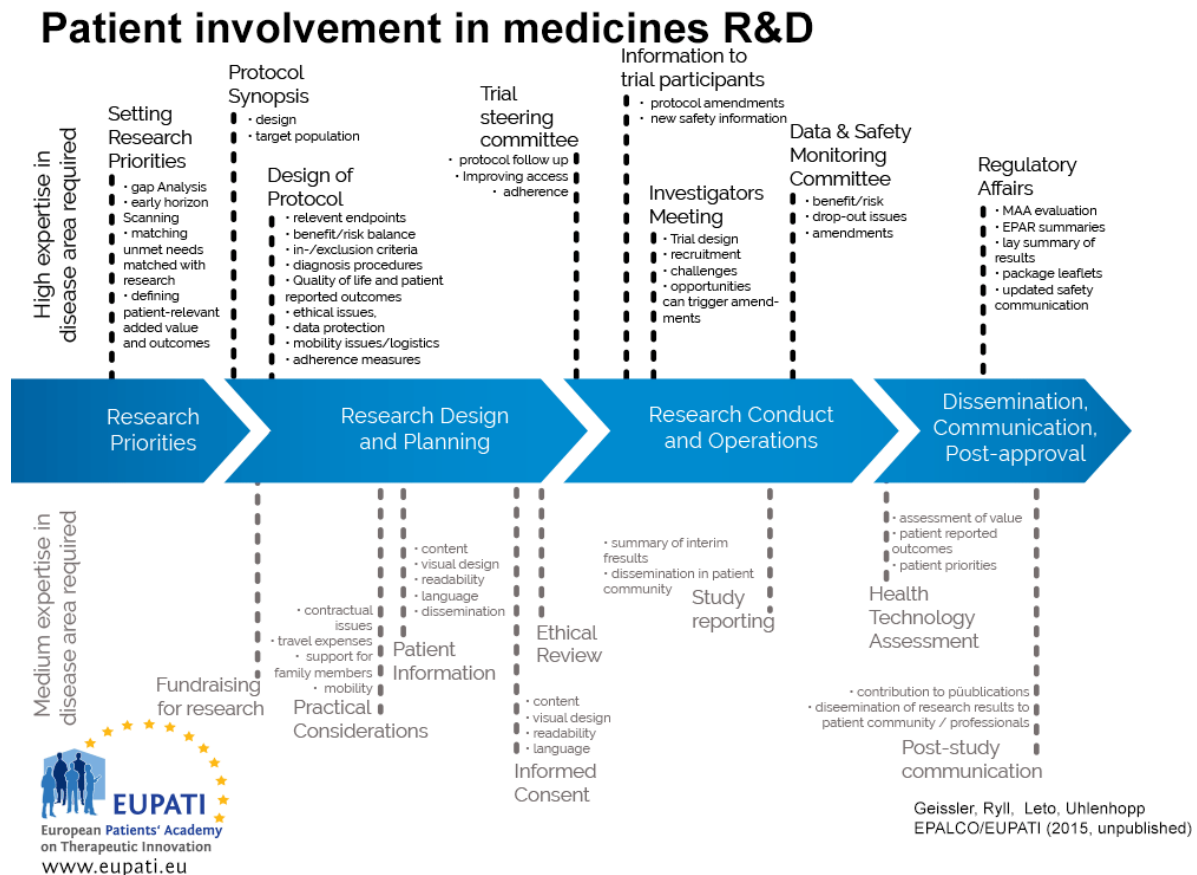 Patient involvement in medicines R&D
High expertise in
disease area required
Setting
Research
Priorities
• gap Analysis
• early horizon
Scanning
• matching
unmet needs
matched with
research
• defining
patient-relevant
added value
and outcomes
Protocol
Synopsis
• design
• target population
Design of
Protocol
• relevent endpoints
• benefit/risk balance
• in-/exclusion criteria
• diagnosis procedures
• Quality of life and patient
reported outcomes
• ethical issues,
• data protection
• mobility issues/logistics
• adherence measures
Trial
steering
committee
• protocol follow up
• Improving access
• adherence
Information to
trial participants
• protocol amendments
• new safety information
Investigators
Meeting
• Trial design
• recruitment
• challenges
• opportunities
can trigger amend-
ments
Data & Safety
Monitoring
Committee
• benefit/risk
• drop-out issues
• amendments
Regulatory
Affairs
• MAA evaluation
• EPAR summaries
• lay summary of
results
• package leaflets
• updated safety
communication
Research
Priorities
Research Design
and Planning
Research Conduct
and Operations
Dissemination,
Communication,
Post-approval
Medium expertise in
disease area required
Fundraising
for research
• contractual
issues
• travel expenses
• support for
family members
• mobility
Practical
Considerations
• content
• visual design
• readability
• language
• dissemination
Patient
Information
Ethical
Review
• content
• visual design
• readability
• language
Informed
Consent
• summary of interim
fresults
• dissemination in patient
community
Study
reporting
• assessment of value
• patient reported
outcomes
• patient priorities
Health
Technology
Assessment
• contribution to püublications
• diseemination of research results to
patient community / professionals
Post-study
communication
EUPATI
European Patients' Academy
on Therapeutic Innovation
www.eupati.eu
Geissler, Ryll, Leto, Uhlenhopp
EPALCO/EUPATI (2015, unpublished)